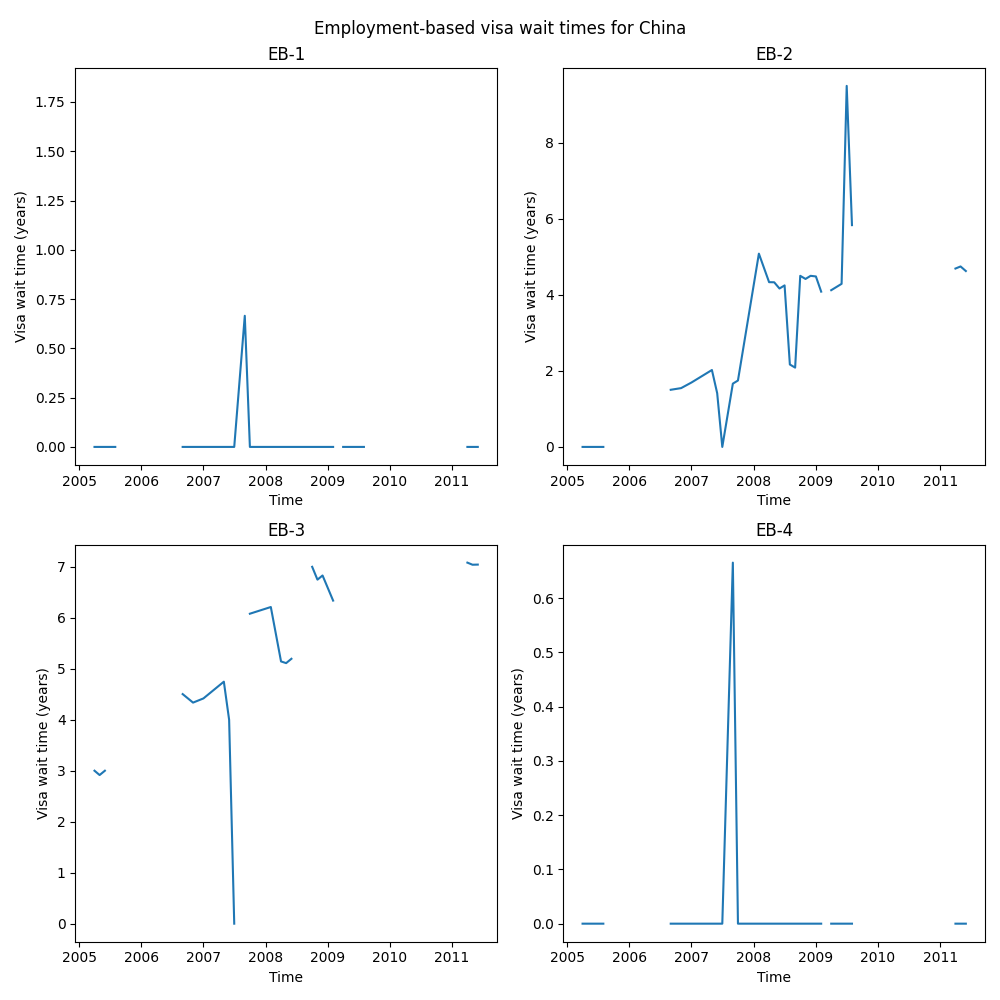 Employment-based visa wait times for China
EB-1
Visa wait time (years)
1.75
1.50
1.25
1.00
0.75
0.50
0.25
0.00
2005 2006 2007 2008 2009 2010 2011
Time
EB-2
Visa wait time (years)
8
6
4
2
0
2005 2006 2007 2008 2009 2010 2011
Time
EB-3
Visa wait time (years)
7
6
5
4
3
2
1
0
2005 2006 2007 2008 2009 2010 2011
Time
EB-4
Visa wait time (years)
0.6
0.5
0.4
0.3
0.2
0.1
0.0
2005 2006 2007 2008 2009 2010 2011
Time